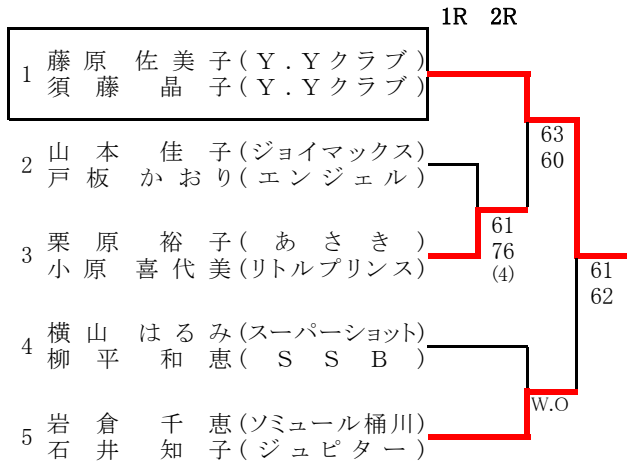 1R 2R
1 藤原 佐美子(Y.Yクラブ)
須藤 晶子(Y.Yクラブ)
63
60
2 山本 佳子(ジョイマックス)
戸板 かおり(エンジェル)
61
76
(4)
3 栗原 裕子(あさき)
小原 喜代美(リトルプリンス)
61
62
4 横山 はるみ(スーパーショット)
柳平 和恵(SSB)
W.O
5 岩倉 千恵(ソミュール桶川)
石井 知子(ジュピター)